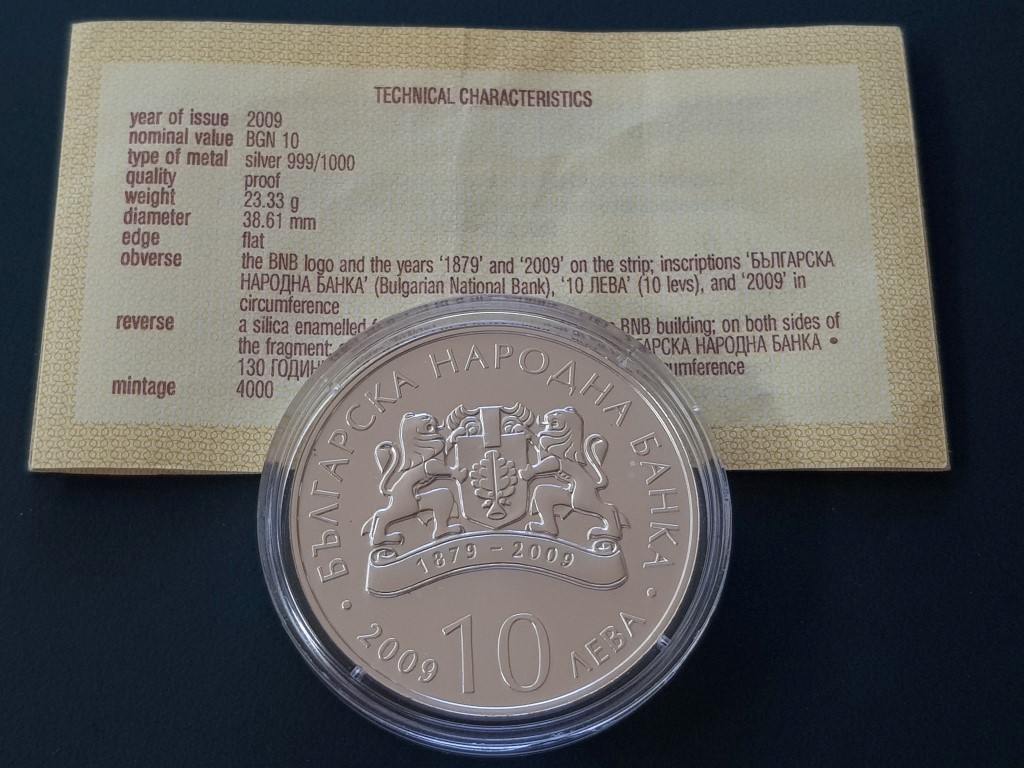 TECHNICAL CHARACTERISTICS
year of issue 2009
nominal value BGN 10
type of metal silver 999/1000
quality proof
weight 23.33 g
diameter 38.61 mm
edge flat
obverse the BNB logo and the years ‘1879’ and ‘2009’ on the strip; inscriptions ‘БЪЛГАРСКА
НАРОДНА БАНКА’ (Bulgarian National Bank), ‘10 ЛЕВА’ (10 levs), and ‘2009’ in
circumference
reverse a silica enamelled BNB building; on both sides of
the fragment: НАРОДНА БАНКА •
130
mintage 4000
БЪЛГАРСКА НАРОДНА БАНКА
1879 – 2009
• 2009 10 ЛЕВА •